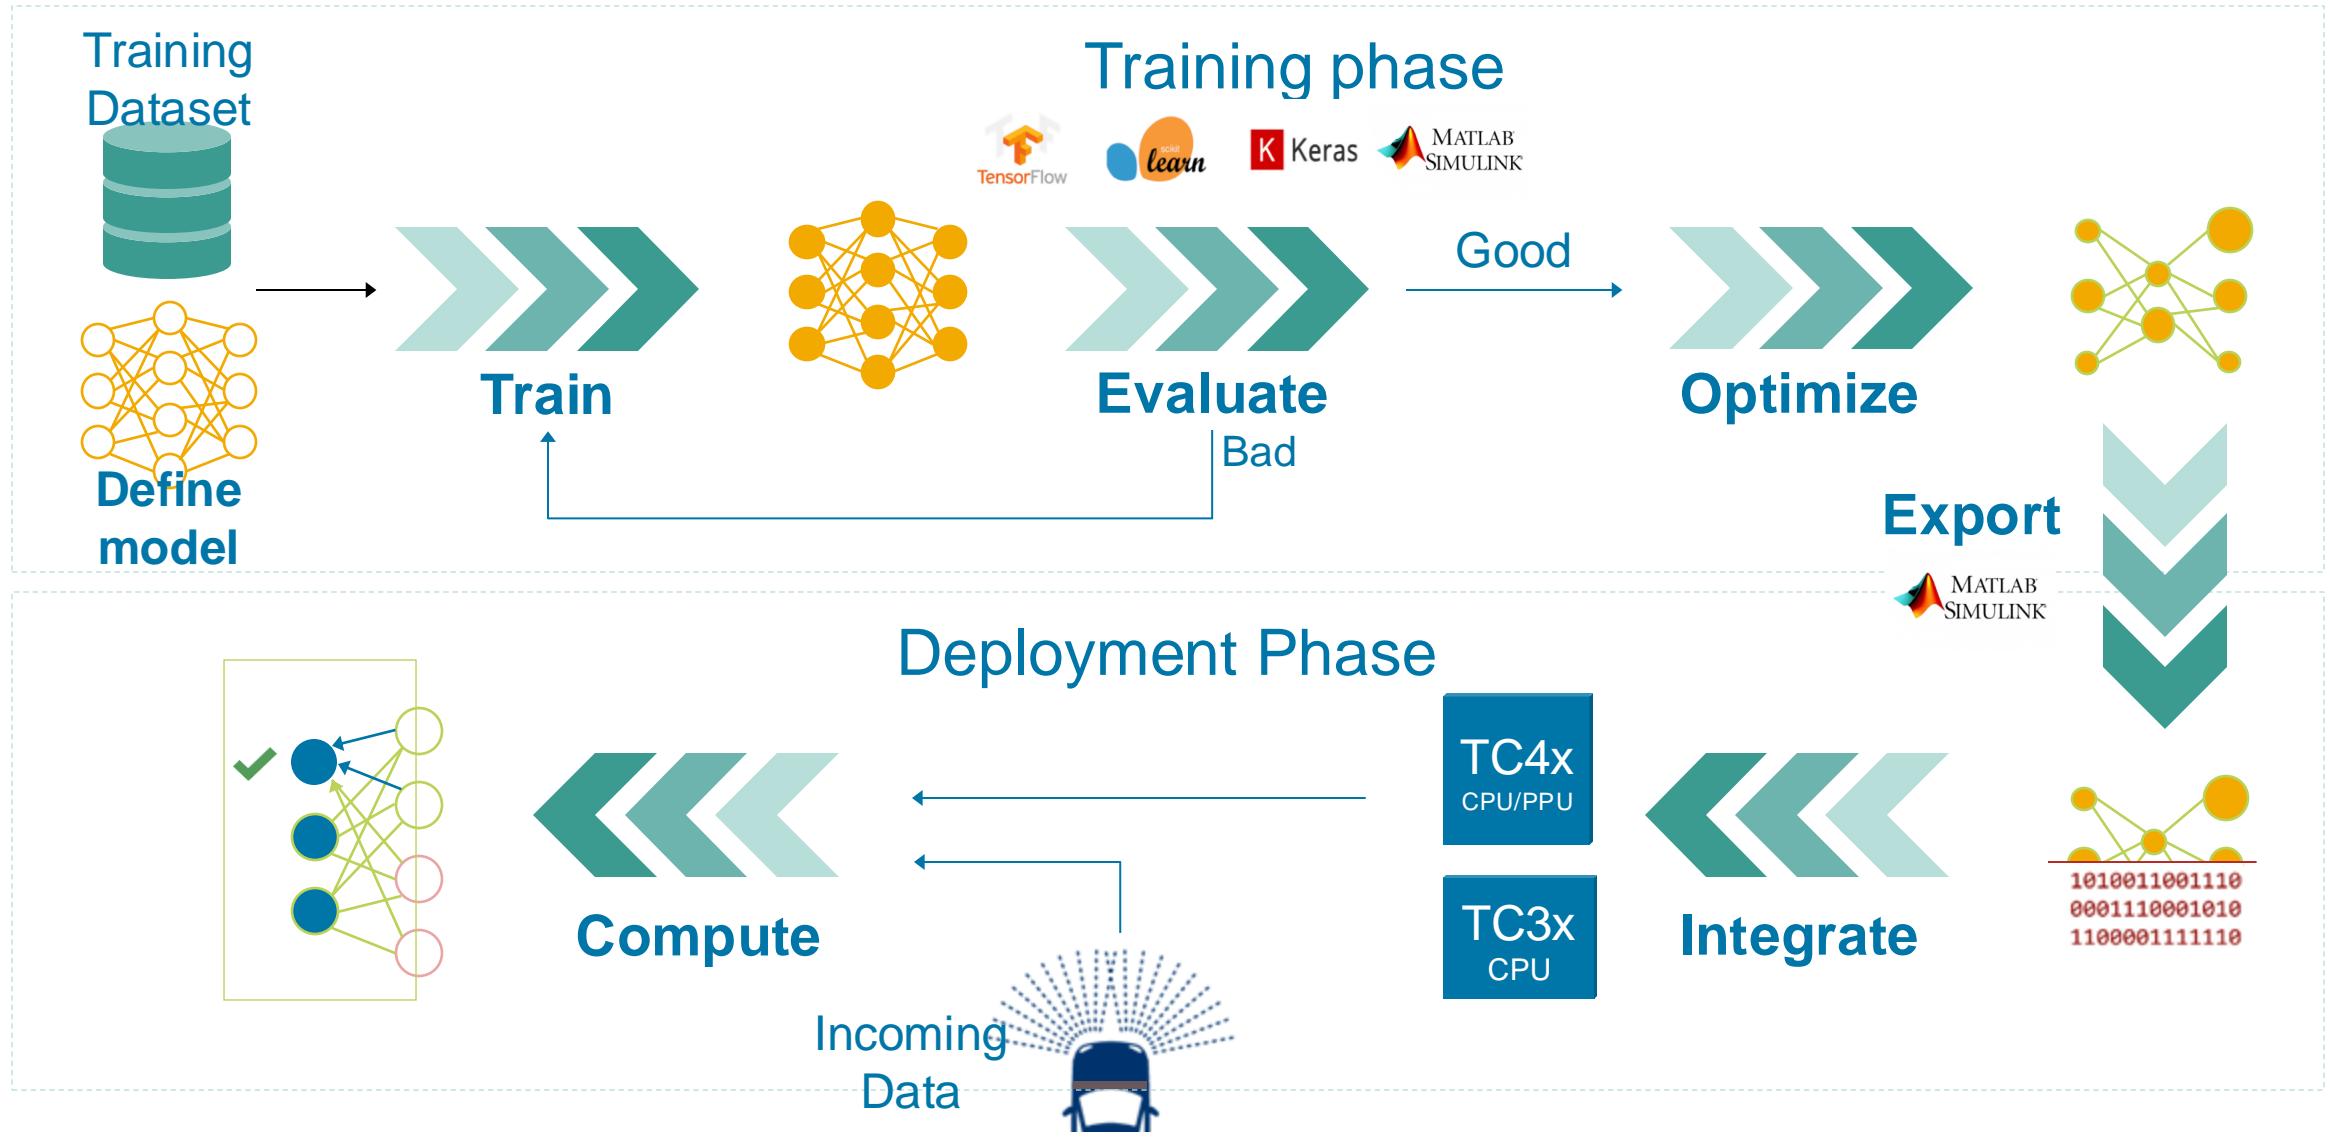 Training
Dataset
Training phase
TensorFlow
scikit
learn
K Keras
MATLAB
SIMULINK
Good
Train
Evaluate
Optimize
Bad
Define
model
Export
MATLAB
SIMULINK
Deployment Phase
TC4x
CPU/PPU
TC3x
CPU
Compute
Integrate
1010011001110
0001110001010
1100001111110
Incoming
Data